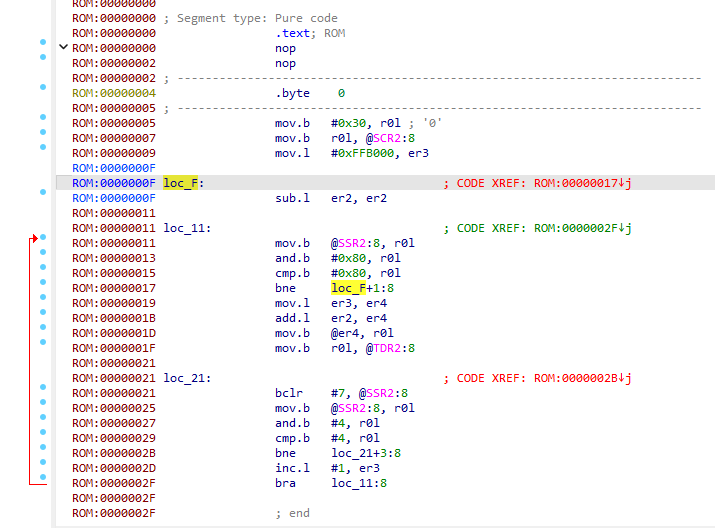 ROM:00000000
ROM:00000000 ; Segment type: Pure code
ROM:00000000 .text; ROM
ROM:00000000 nop
ROM:00000002 nop
ROM:00000002 ; ---------------------------------------------------------------------------
ROM:00000004 .byte 0
ROM:00000005 ; ---------------------------------------------------------------------------
ROM:00000005 mov.b #0x30, r0l ; '0'
ROM:00000007 mov.b r0l, @SCR2:8
ROM:00000009 mov.l #0xFFB000, er3
ROM:0000000F
ROM:0000000F loc_F: ; CODE XREF: ROM:00000017↓j
ROM:0000000F sub.l er2, er2
ROM:00000011
ROM:00000011 loc_11: ; CODE XREF: ROM:0000002F↓j
ROM:00000011 mov.b @SSR2:8, r0l
ROM:00000013 and.b #0x80, r0l
ROM:00000015 cmp.b #0x80, r0l
ROM:00000017 bne loc_F+1:8
ROM:00000019 mov.l er3, er4
ROM:0000001B add.l er2, er4
ROM:0000001D mov.b @er4, r0l
ROM:0000001F mov.b r0l, @TDR2:8
ROM:00000021
ROM:00000021 loc_21: ; CODE XREF: ROM:0000002B↓j
ROM:00000021 bclr #7, @SSR2:8
ROM:00000025 mov.b @SSR2:8, r0l
ROM:00000027 and.b #4, r0l
ROM:00000029 cmp.b #4, r0l
ROM:0000002B bne loc_21+3:8
ROM:0000002D inc.l #1, er3
ROM:0000002F bra loc_11:8
ROM:0000002F
ROM:0000002F ; end